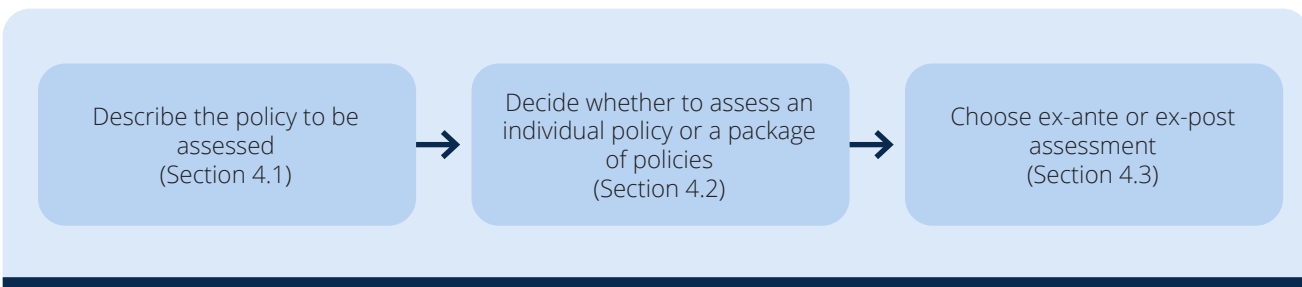 Describe the policy to be
assessed
(Section 4.1)
Decide whether to assess an
individual policy or a package
of policies
(Section 4.2)
Choose ex-ante or ex-post
assessment
(Section 4.3)